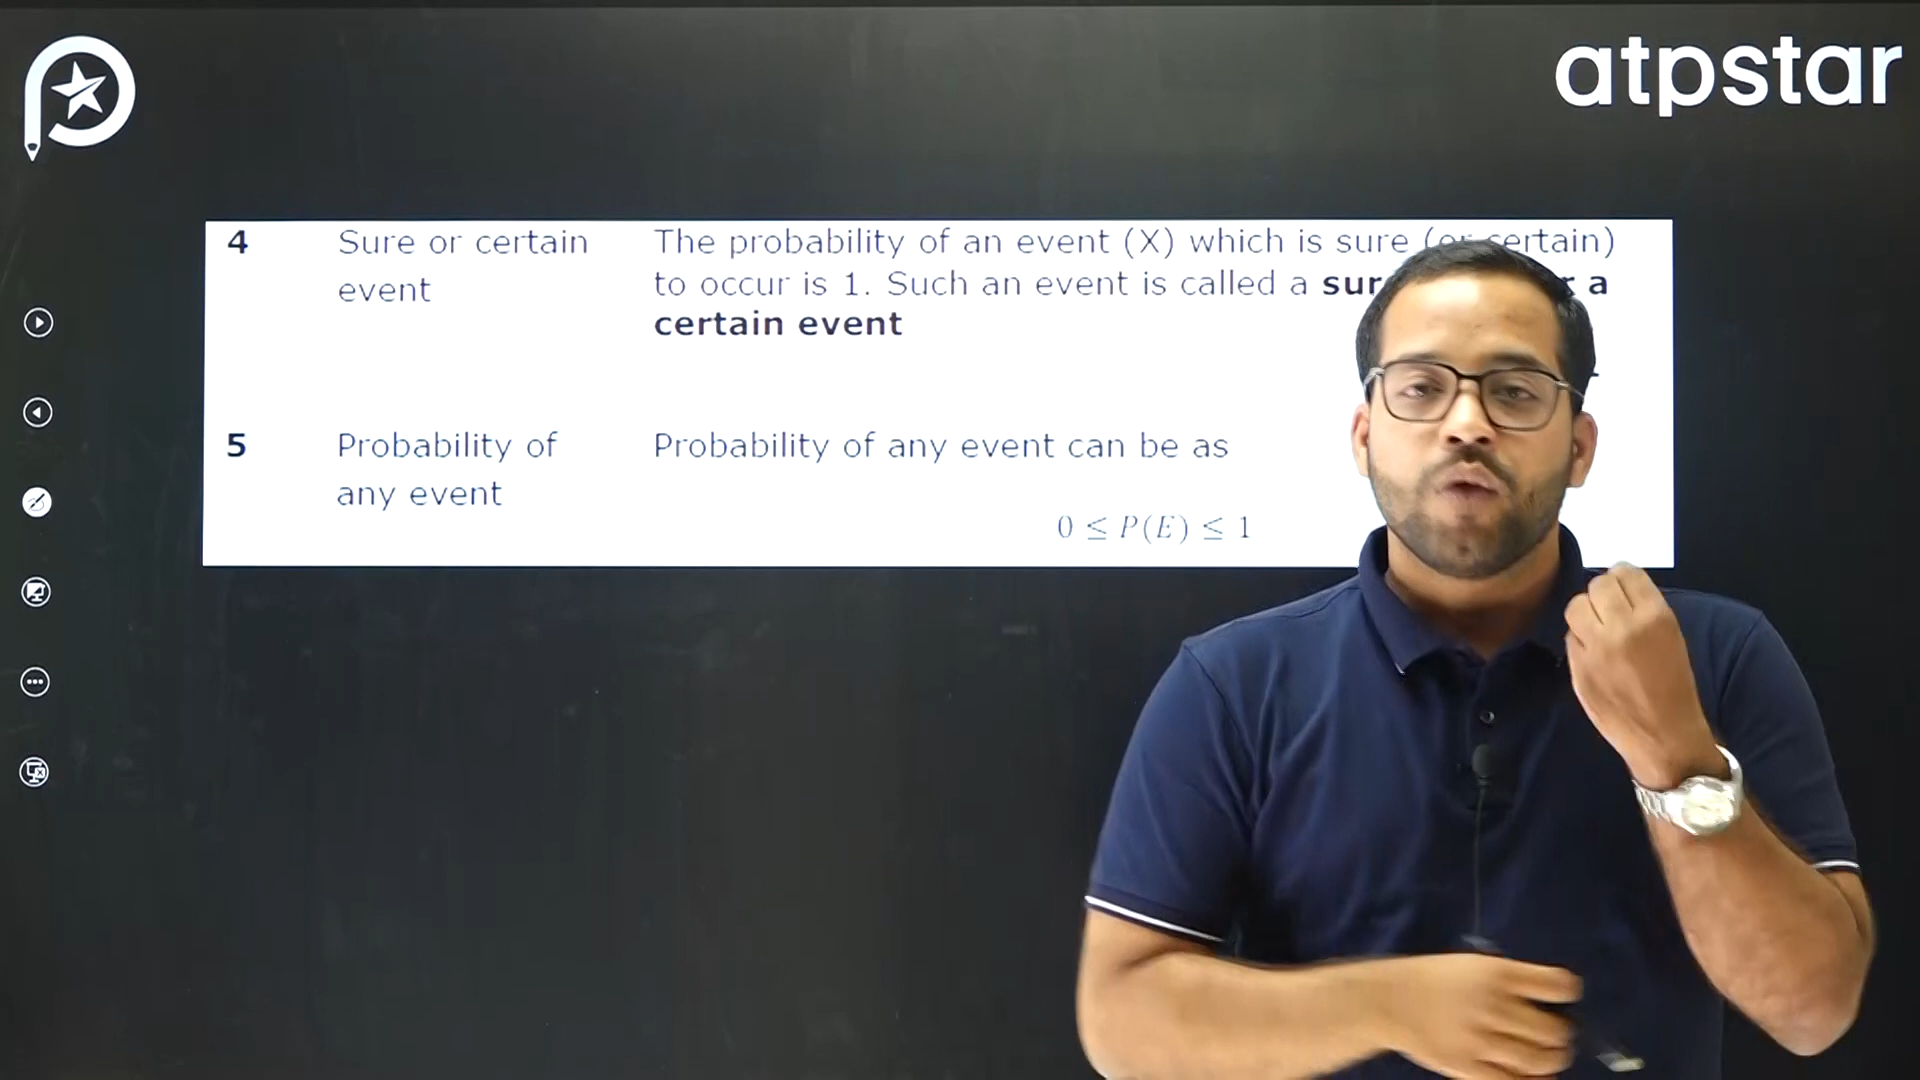 atpstar
4 Sure or certain event
The probability of an event (X) which is sure (or certain)
to occur is 1. Such an event is called a a
certain event
5 Probability of any event
Probability of any event can be as
0 ≤ P(E) ≤ 1